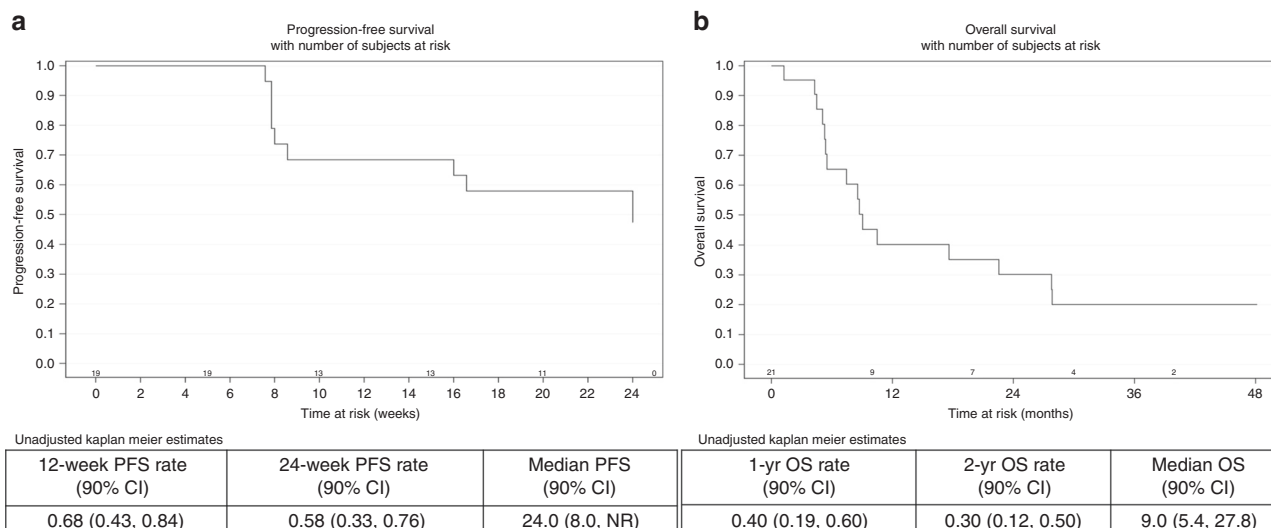 a
Progression-free survival
with number of subjects at risk
Progression-free survival
1.0
0.9
0.8
0.7
0.6
0.5
0.4
0.3
0.2
0.1
0.0
19 19 13 13 11 0
0 2 4 6 8 10 12 14 16 18 20 22 24
Time at risk (weeks)
Unadjusted kaplan meier estimates
12-week PFS rate
(90% CI)
24-week PFS rate
(90% CI)
Median PFS
(90% CI)
0.68 (0.43, 0.84)
0.58 (0.33, 0.76)
24.0 (8.0, NR)
b
Overall survival
with number of subjects at risk
Overall survival
1.0
0.9
0.8
0.7
0.6
0.5
0.4
0.3
0.2
0.1
0.0
21 9 7 4 2
0 12 24 36 48
Time at risk (months)
Unadjusted kaplan meier estimates
1-yr OS rate
(90% CI)
2-yr OS rate
(90% CI)
Median OS
(90% CI)
0.40 (0.19, 0.60)
0.30 (0.12, 0.50)
9.0 (5.4, 27.8)